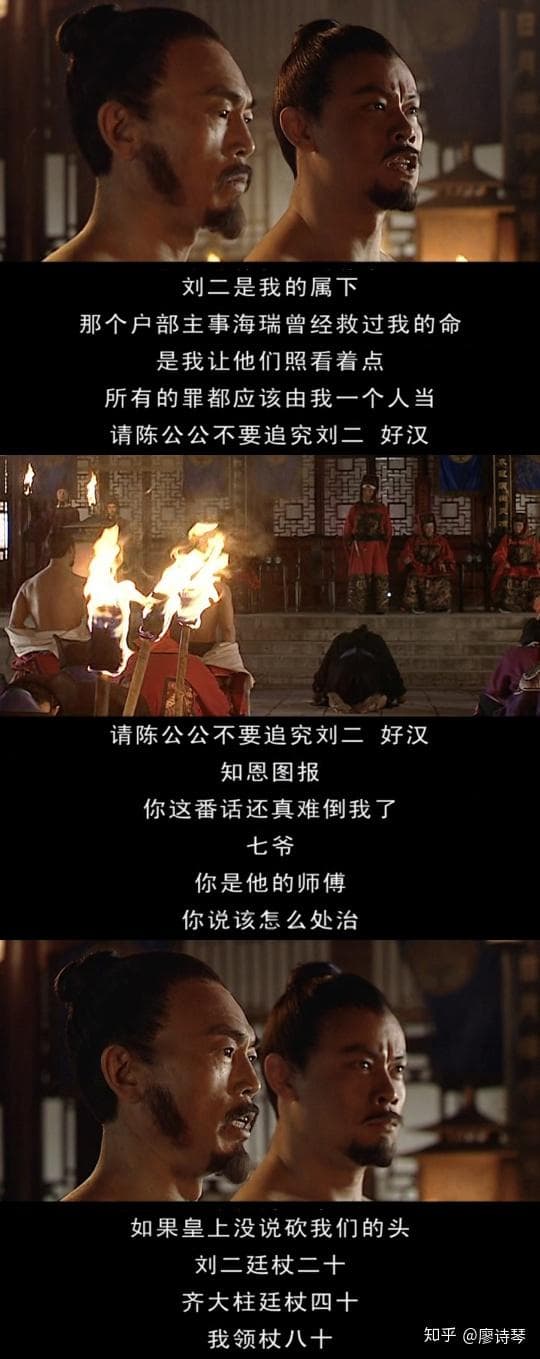 刘二是我的属下
那个户部主事海瑞曾经救过我的命
是我让他们照看着点
所有的罪都应该由我一个人当
请陈公公不要追究刘二 好汉
请陈公公不要追究刘二 好汉
知恩图报
你这番话还真难倒我了
七爷
你是他的师傅
你说该怎么处治
如果皇上没说砍我们的头
刘二廷杖二十
齐大柱廷杖四十
我领杖八十
知乎 @廖诗琴